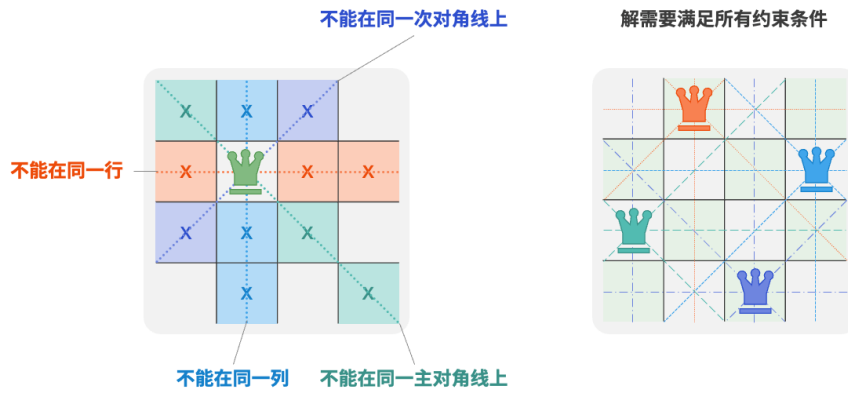 不能在同一次对角线上
解需要满足所有约束条件
X X X
不能在同一行
X X X
X X X
X X
不能在同一列
不能在同一主对角线上